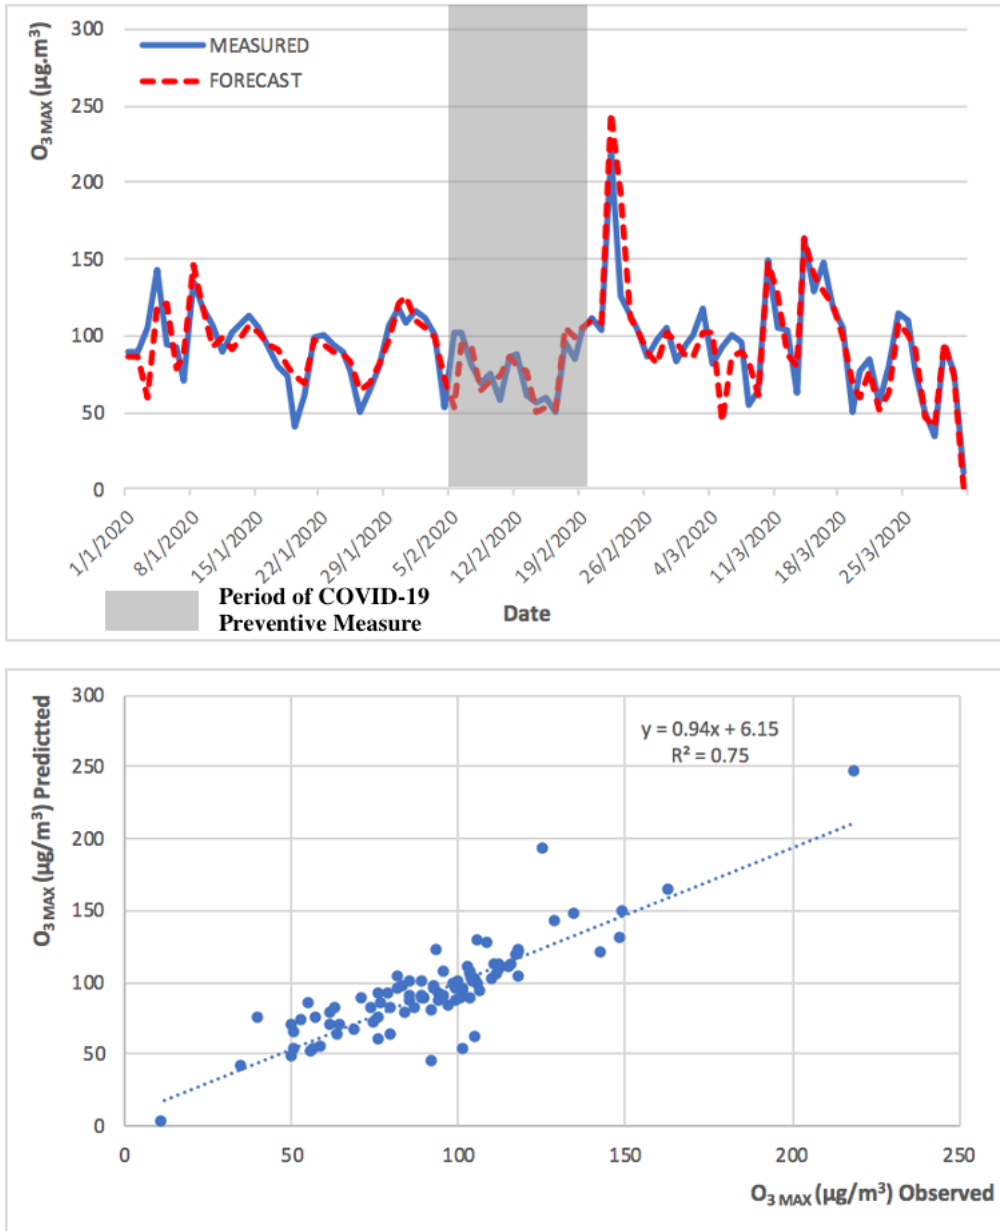 O₃ MAX (µg.m³)
300
250
200
150
100
50
0
MEASURED
FORECAST
1/1/2020
8/1/2020
15/1/2020
22/1/2020
29/1/2020
5/2/2020
12/2/2020
19/2/2020
26/2/2020
4/3/2020
11/3/2020
18/3/2020
25/3/2020
Date
Period of COVID-19
Preventive Measure
O₃ MAX (µg/m³) Predictted
300
250
200
150
100
50
0
y = 0.94x + 6.15
R² = 0.75
0 50 100 150 200 250
O₃ MAX (µg/m³) Observed